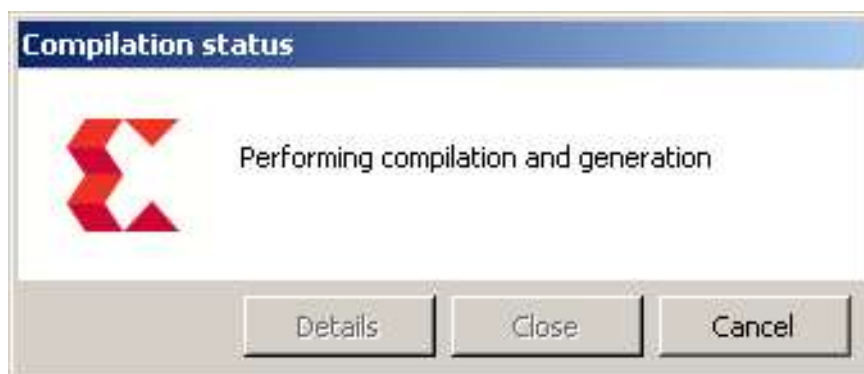 Compilation status
Performing compilation and generation
Details Close Cancel